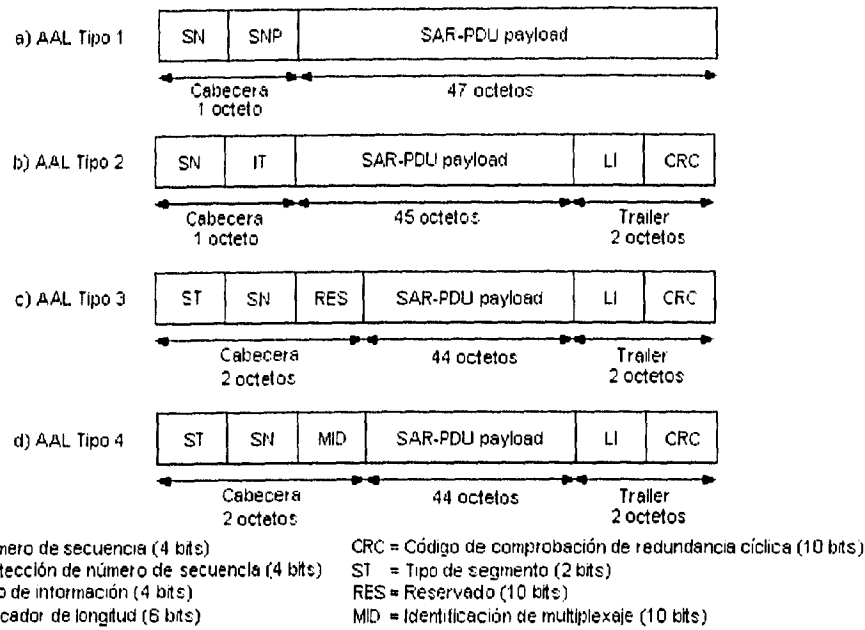 a) AAL Tipo 1
SN SNP SAR-PDU payload
Cabecera 47 octetos
1 octeto
b) AAL Tipo 2
SN IT SAR-PDU payload LI CRC
Cabecera 45 octetos Trailer
1 octeto 2 octetos
c) AAL Tipo 3
ST SN RES SAR-PDU payload LI CRC
Cabecera 44 octetos Trailer
2 octetos 2 octetos
d) AAL Tipo 4
ST SN MID SAR-PDU payload LI CRC
Cabecera 44 octetos Trailer
2 octetos 2 octetos
mero de secuencia (4 bits) CRC = Código de comprobación de redundancia cíclica (10 bits)
tección de número de secuencia (4 bits) ST = Tipo de segmento (2 bits)
o de información (4 bits) RES = Reservado (10 bits)
cador de longitud (6 bits) MID = Identificación de multiplexaje (10 bits)